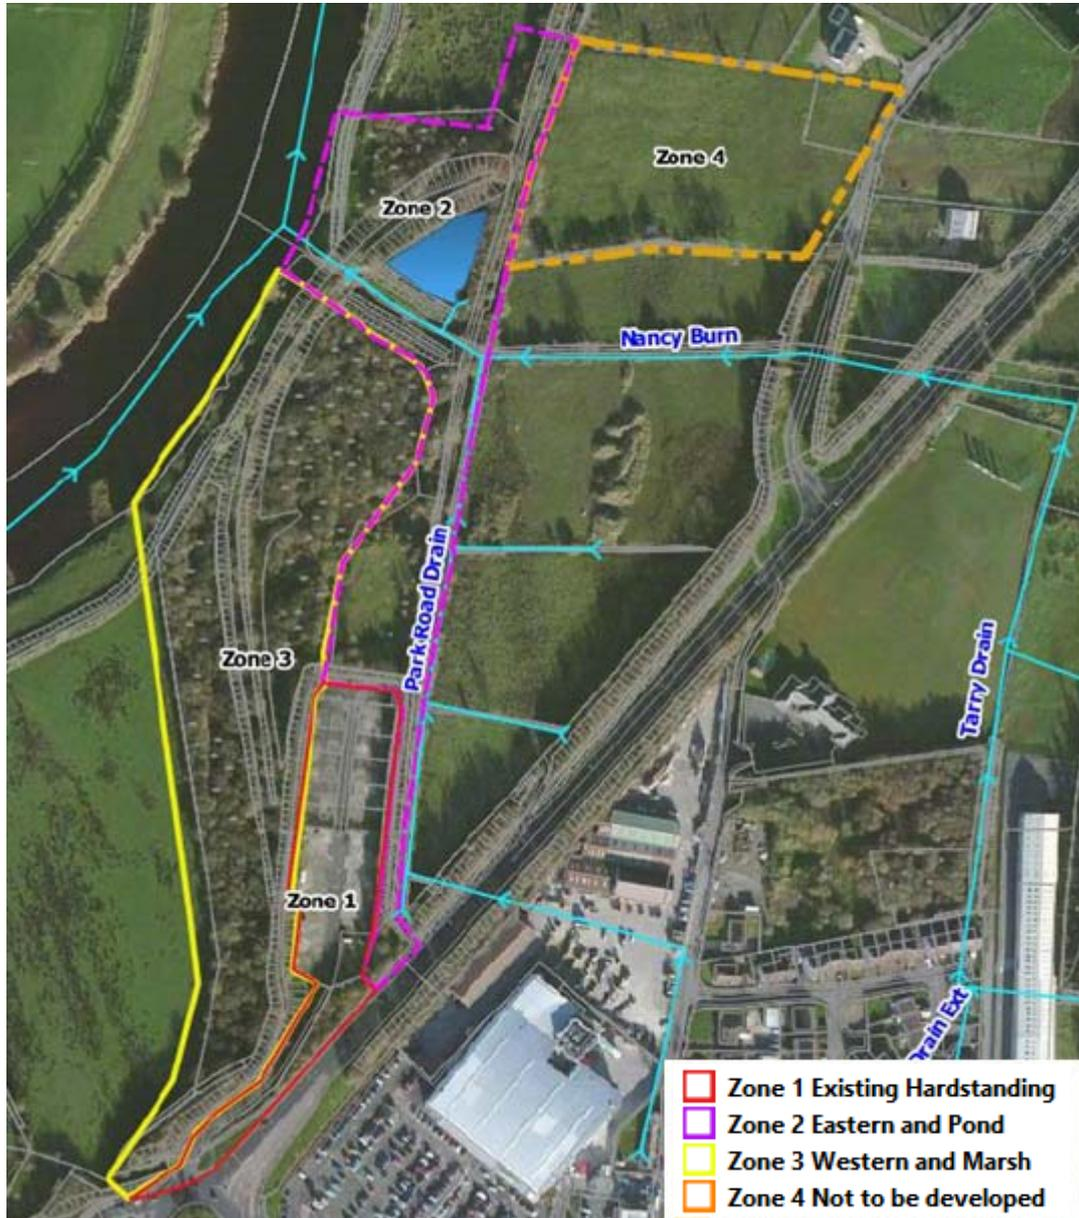 Zone 4
Zone 2
Nancy Burn
Park Road Drain
Zone 3
Tarry Drain
Zone 1
Drain Ext
Zone 1 Existing Hardstanding
Zone 2 Eastern and Pond
Zone 3 Western and Marsh
Zone 4 Not to be developed